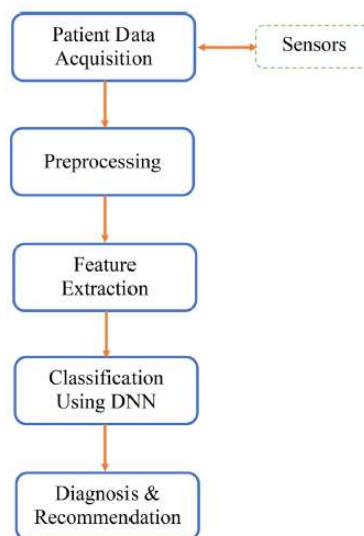 Patient Data
Acquisition
Sensors
Preprocessing
Feature
Extraction
Classification
Using DNN
Diagnosis &
Recommendation